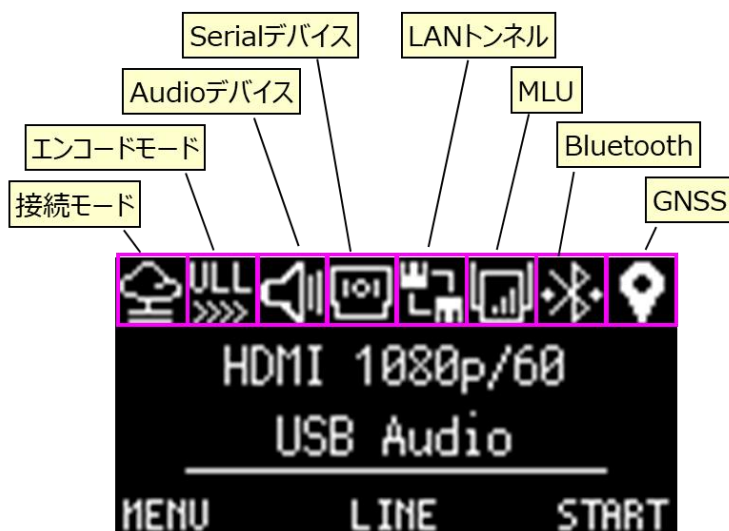 Serialデバイス
LANトンネル
Audioデバイス
MLU
エンコードモード
Bluetooth
接続モード
GNSS
ULL
>>>>
HDMI 1080p/60
USB Audio
MENU LINE START